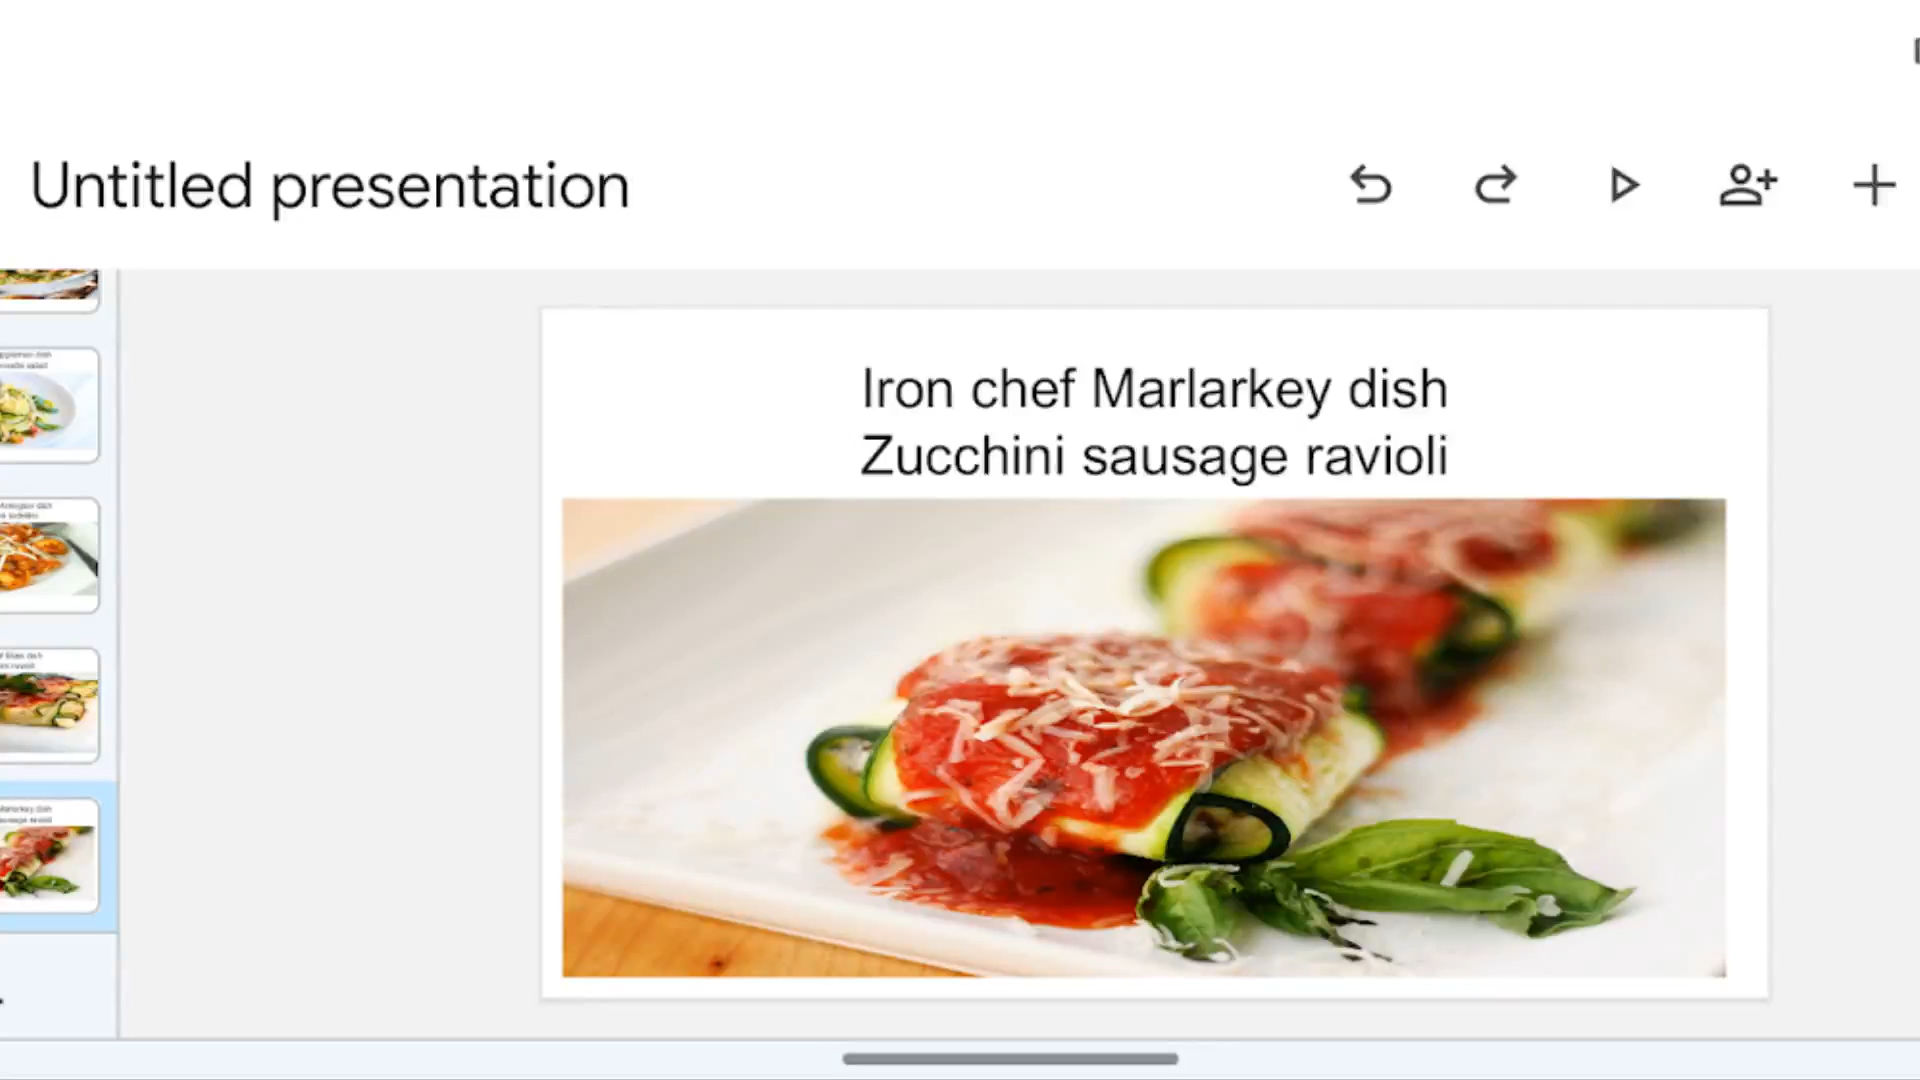 Untitled presentation
Iron chef Marlarkey dish
Zucchini sausage ravioli